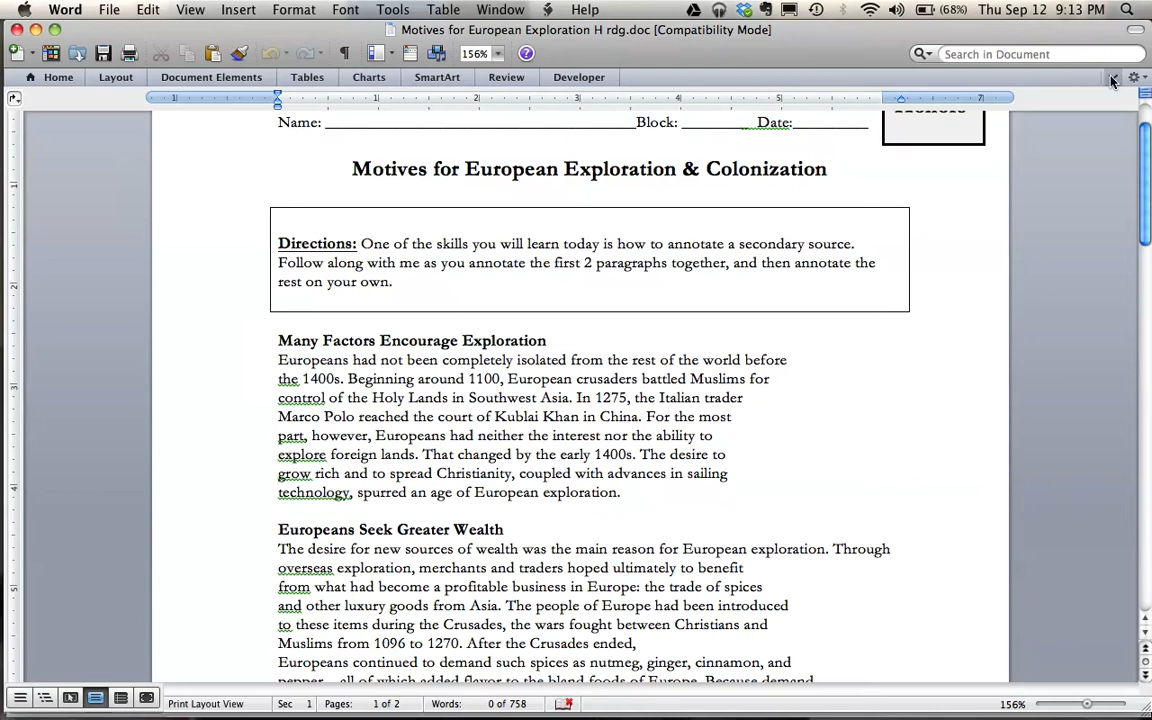 Word File Edit View Insert Format Font Tools Table Window Help (68%) Thu Sep 12 9:13 PM
Motives for European Exploration H rdg.doc [Compatibility Mode]
156% Search in Document
Home Layout Document Elements Tables Charts SmartArt Review Developer
Name: Block: Date:
Motives for European Exploration & Colonization
Directions: One of the skills you will learn today is how to annotate a secondary source.
Follow along with me as you annotate the first 2 paragraphs together, and then annotate the
rest on your own.
Many Factors Encourage Exploration
Europeans had not been completely isolated from the rest of the world before
the 1400s. Beginning around 1100, European crusaders battled Muslims for
control of the Holy Lands in Southwest Asia. In 1275, the Italian trader
Marco Polo reached the court of Kublai Khan in China. For the most
part, however, Europeans had neither the interest nor the ability to
explore foreign lands. That changed by the early 1400s. The desire to
grow rich and to spread Christianity, coupled with advances in sailing
technology, spurred an age of European exploration.
Europeans Seek Greater Wealth
The desire for new sources of wealth was the main reason for European exploration. Through
overseas exploration, merchants and traders hoped ultimately to benefit
from what had become a profitable business in Europe: the trade of spices
and other luxury goods from Asia. The people of Europe had been introduced
to these items during the Crusades, the wars fought between Christians and
Muslims from 1096 to 1270. After the Crusades ended,
Europeans continued to demand such spices as nutmeg, ginger, cinnamon, and
pepper, all of which added flavor to the bland foods of Europe. Because demand
Print Layout View Sec 1 Pages: 1 of 2 Words: 0 of 758 156%